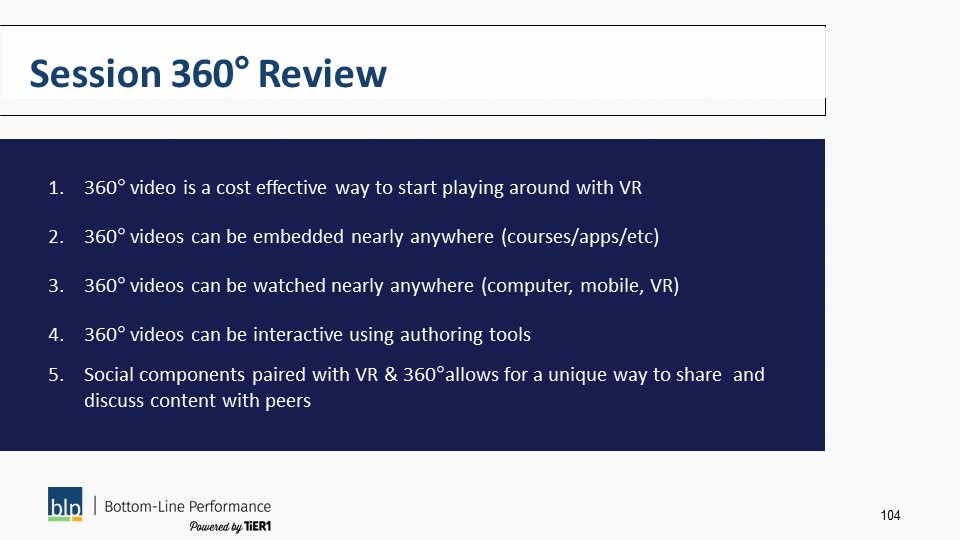 Session 360° Review
1. 360° video is a cost effective way to start playing around with VR
2. 360° videos can be embedded nearly anywhere (courses/apps/etc)
3. 360° videos can be watched nearly anywhere (computer, mobile, VR)
4. 360° videos can be interactive using authoring tools
5. Social components paired with VR & 360°allows for a unique way to share and
discuss content with peers
blp | Bottom-Line Performance
Powered by TiER1
104